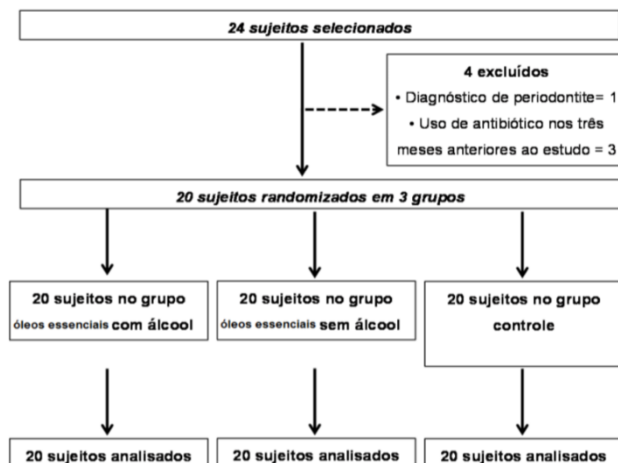 24 sujeitos selecionados
4 excluídos
• Diagnóstico de periodontite= 1
• Uso de antibiótico nos três
meses anteriores ao estudo = 3
20 sujeitos randomizados em 3 grupos
20 sujeitos no grupo
óleos essenciais com álcool
20 sujeitos no grupo
óleos essenciais sem álcool
20 sujeitos no grupo
controle
20 sujeitos analisados
20 sujeitos analisados
20 sujeitos analisados